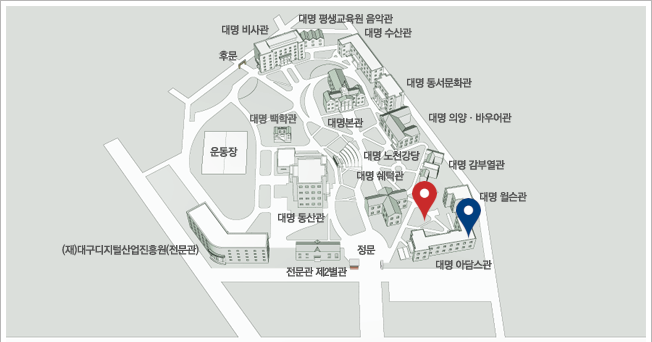 대명 평생교육원 음악관
대명 비사관
대명 수산관
후문
대명 동서문화관
대명 백학관
대명본관
대명 의양 · 바우어관
운동장
대명 노천강당
대명 감부열관
대명 쉐턱관
대명 윌슨관
대명 동산관
(재)대구디지털산업진흥원(전문관)
정문
대명 아담스관
전문관 제2별관